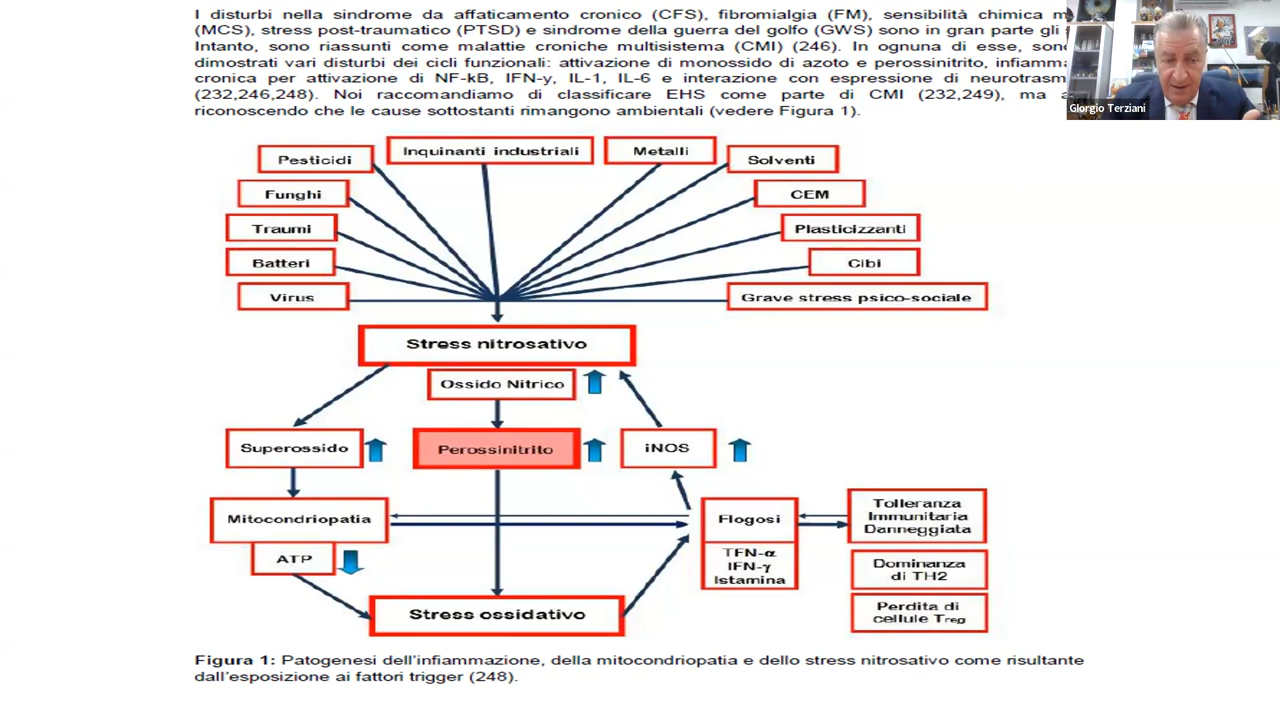 I disturbi nella sindrome da affaticamento cronico (CFS), fibromialgia (FM), sensibilità chimica
(MCS), stress post-traumatico (PTSD) e sindrome della guerra del golfo (GWS) sono in gran parte gli
Intanto, sono riassunti come malattie croniche multisistema (CMI) (246). In ognuna di esse,
dimostrati vari disturbi dei cicli funzionali: attivazione di monossido di azoto e perossinitrito,
cronica per attivazione di NF-kB, IFN-y, IL-1, IL-6 e interazione con espressione di
(232,246,248). Noi raccomandiamo di classificare EHS come parte di CMI (232,249), ma
riconoscendo che le cause sottostanti rimangono ambientali (vedere Figura 1).
Giorgio Terziani
Pesticidi
Inquinanti industriali
Metalli
Solventi
Funghi
CEM
Traumi
Plasticizzanti
Batteri
Cibi
Virus
Grave stress psico-sociale
Stress nitrosativo
Ossido Nitrico
Superossido
Perossinitrito
iNOS
Mitocondriopatia
Flogosi
Tolleranza
Immunitaria
Danneggiata
ATP
TFN-α
IFN-γ
Istamina
Dominanza
di TH2
Stress ossidativo
Perdita di
cellule Treg
Figura 1: Patogenesi dell'infiammazione, della mitocondriopatia e dello stress nitrosativo come risultante
dall'esposizione ai fattori trigger (248).